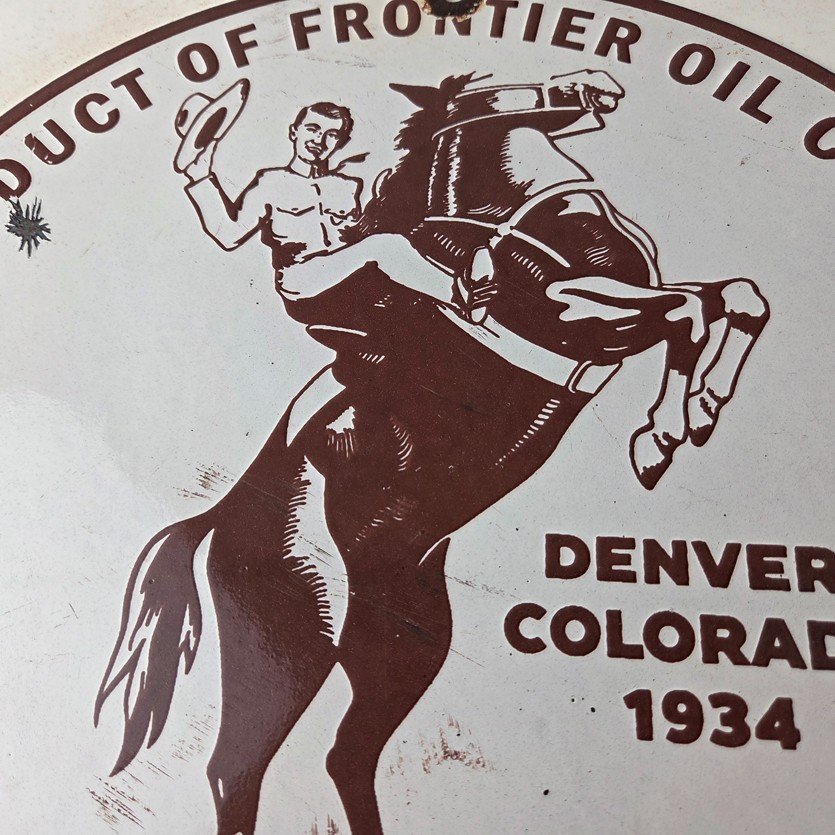 DUCT OF FRONTIER OIL C
DENVER
COLORAD
1934